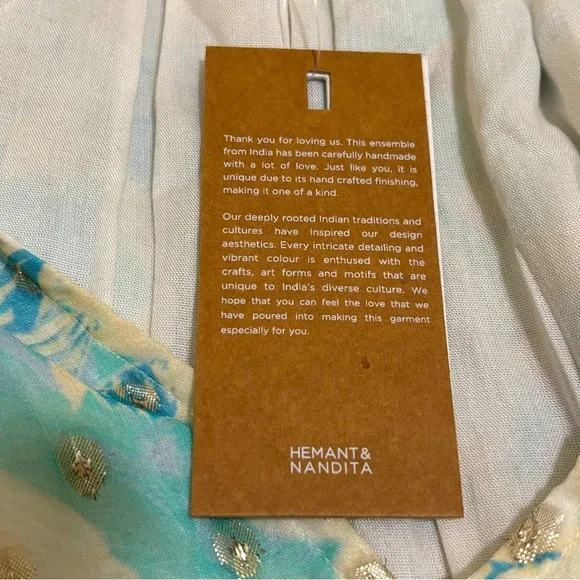 Thank you for loving us. This ensemble
from India has been carefully handmade
with a lot of love. Just like you, it is
unique due to its hand crafted finishing,
making it one of a kind.
Our deeply rooted Indian traditions and
cultures have inspired our design
aesthetics. Every intricate detailing and
vibrant colour is enthused with the
crafts, art forms and motifs that are
unique to India's diverse culture. We
hope that you can feel the love that we
have poured into making this garment
especially for you.
HEMANT&
NANDITA